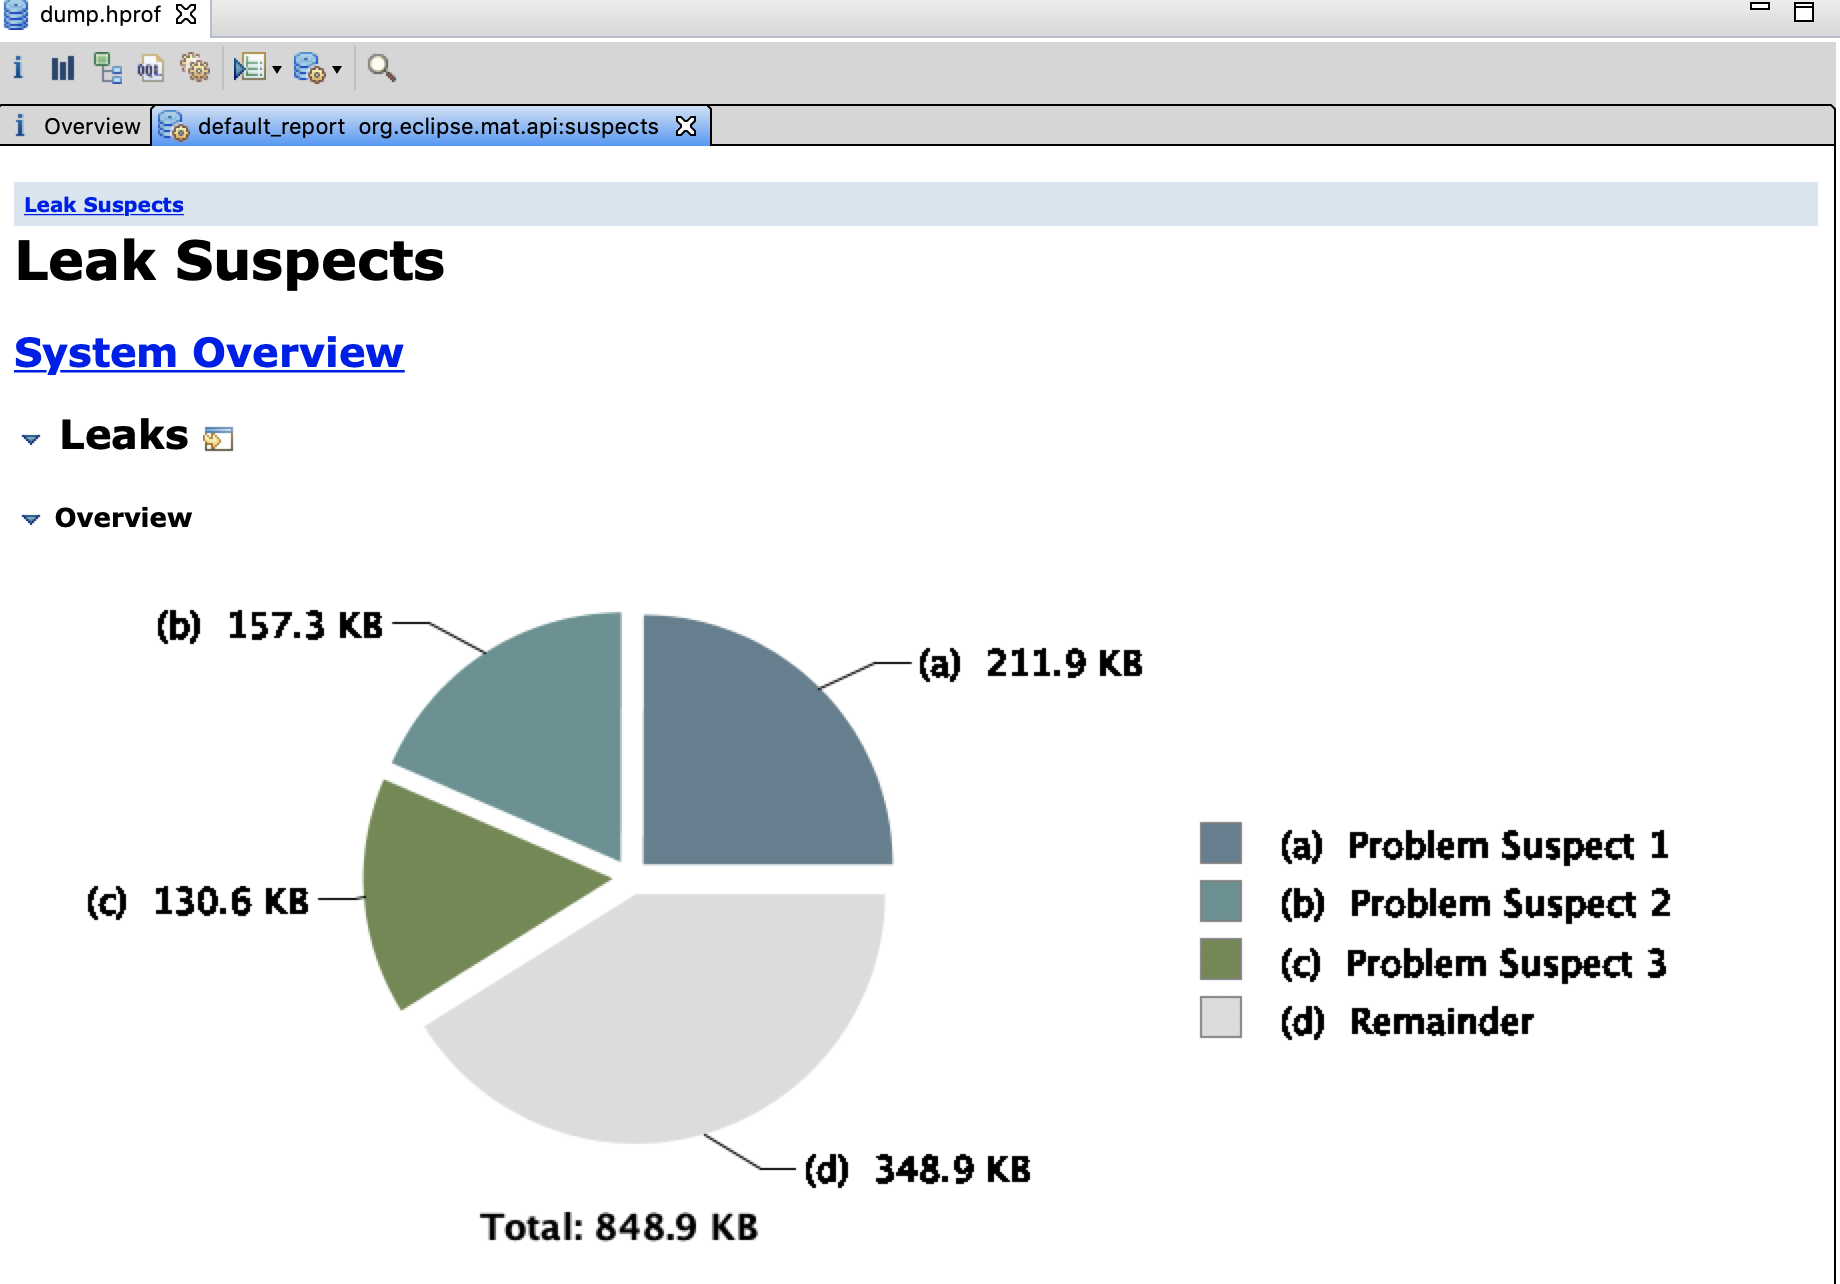 dump.hprof
i OQL
i Overview default_report org.eclipse.mat.api:suspects
Leak Suspects
Leak Suspects
System Overview
Leaks
Overview
(b) 157.3 KB
(a) 211.9 KB
(c) 130.6 KB
(d) 348.9 KB
Total: 848.9 KB
(a) Problem Suspect 1
(b) Problem Suspect 2
(c) Problem Suspect 3
(d) Remainder